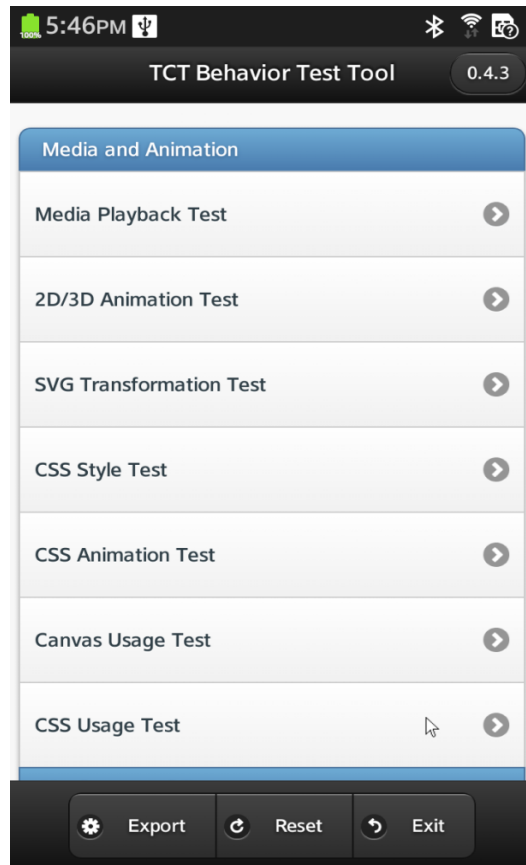 100% 5:46PM
TCT Behavior Test Tool 0.4.3
Media and Animation
Media Playback Test
2D/3D Animation Test
SVG Transformation Test
CSS Style Test
CSS Animation Test
Canvas Usage Test
CSS Usage Test
Export Reset Exit